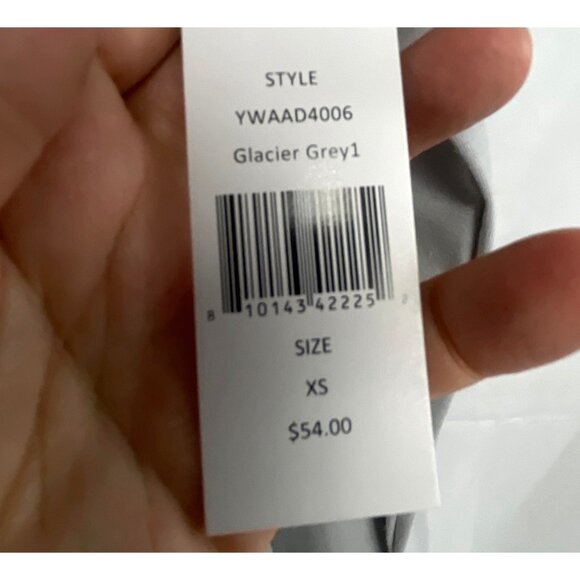 STYLE
YWAAD4006
Glacier Grey1
8 10143 42225 2
SIZE
XS
$54.00